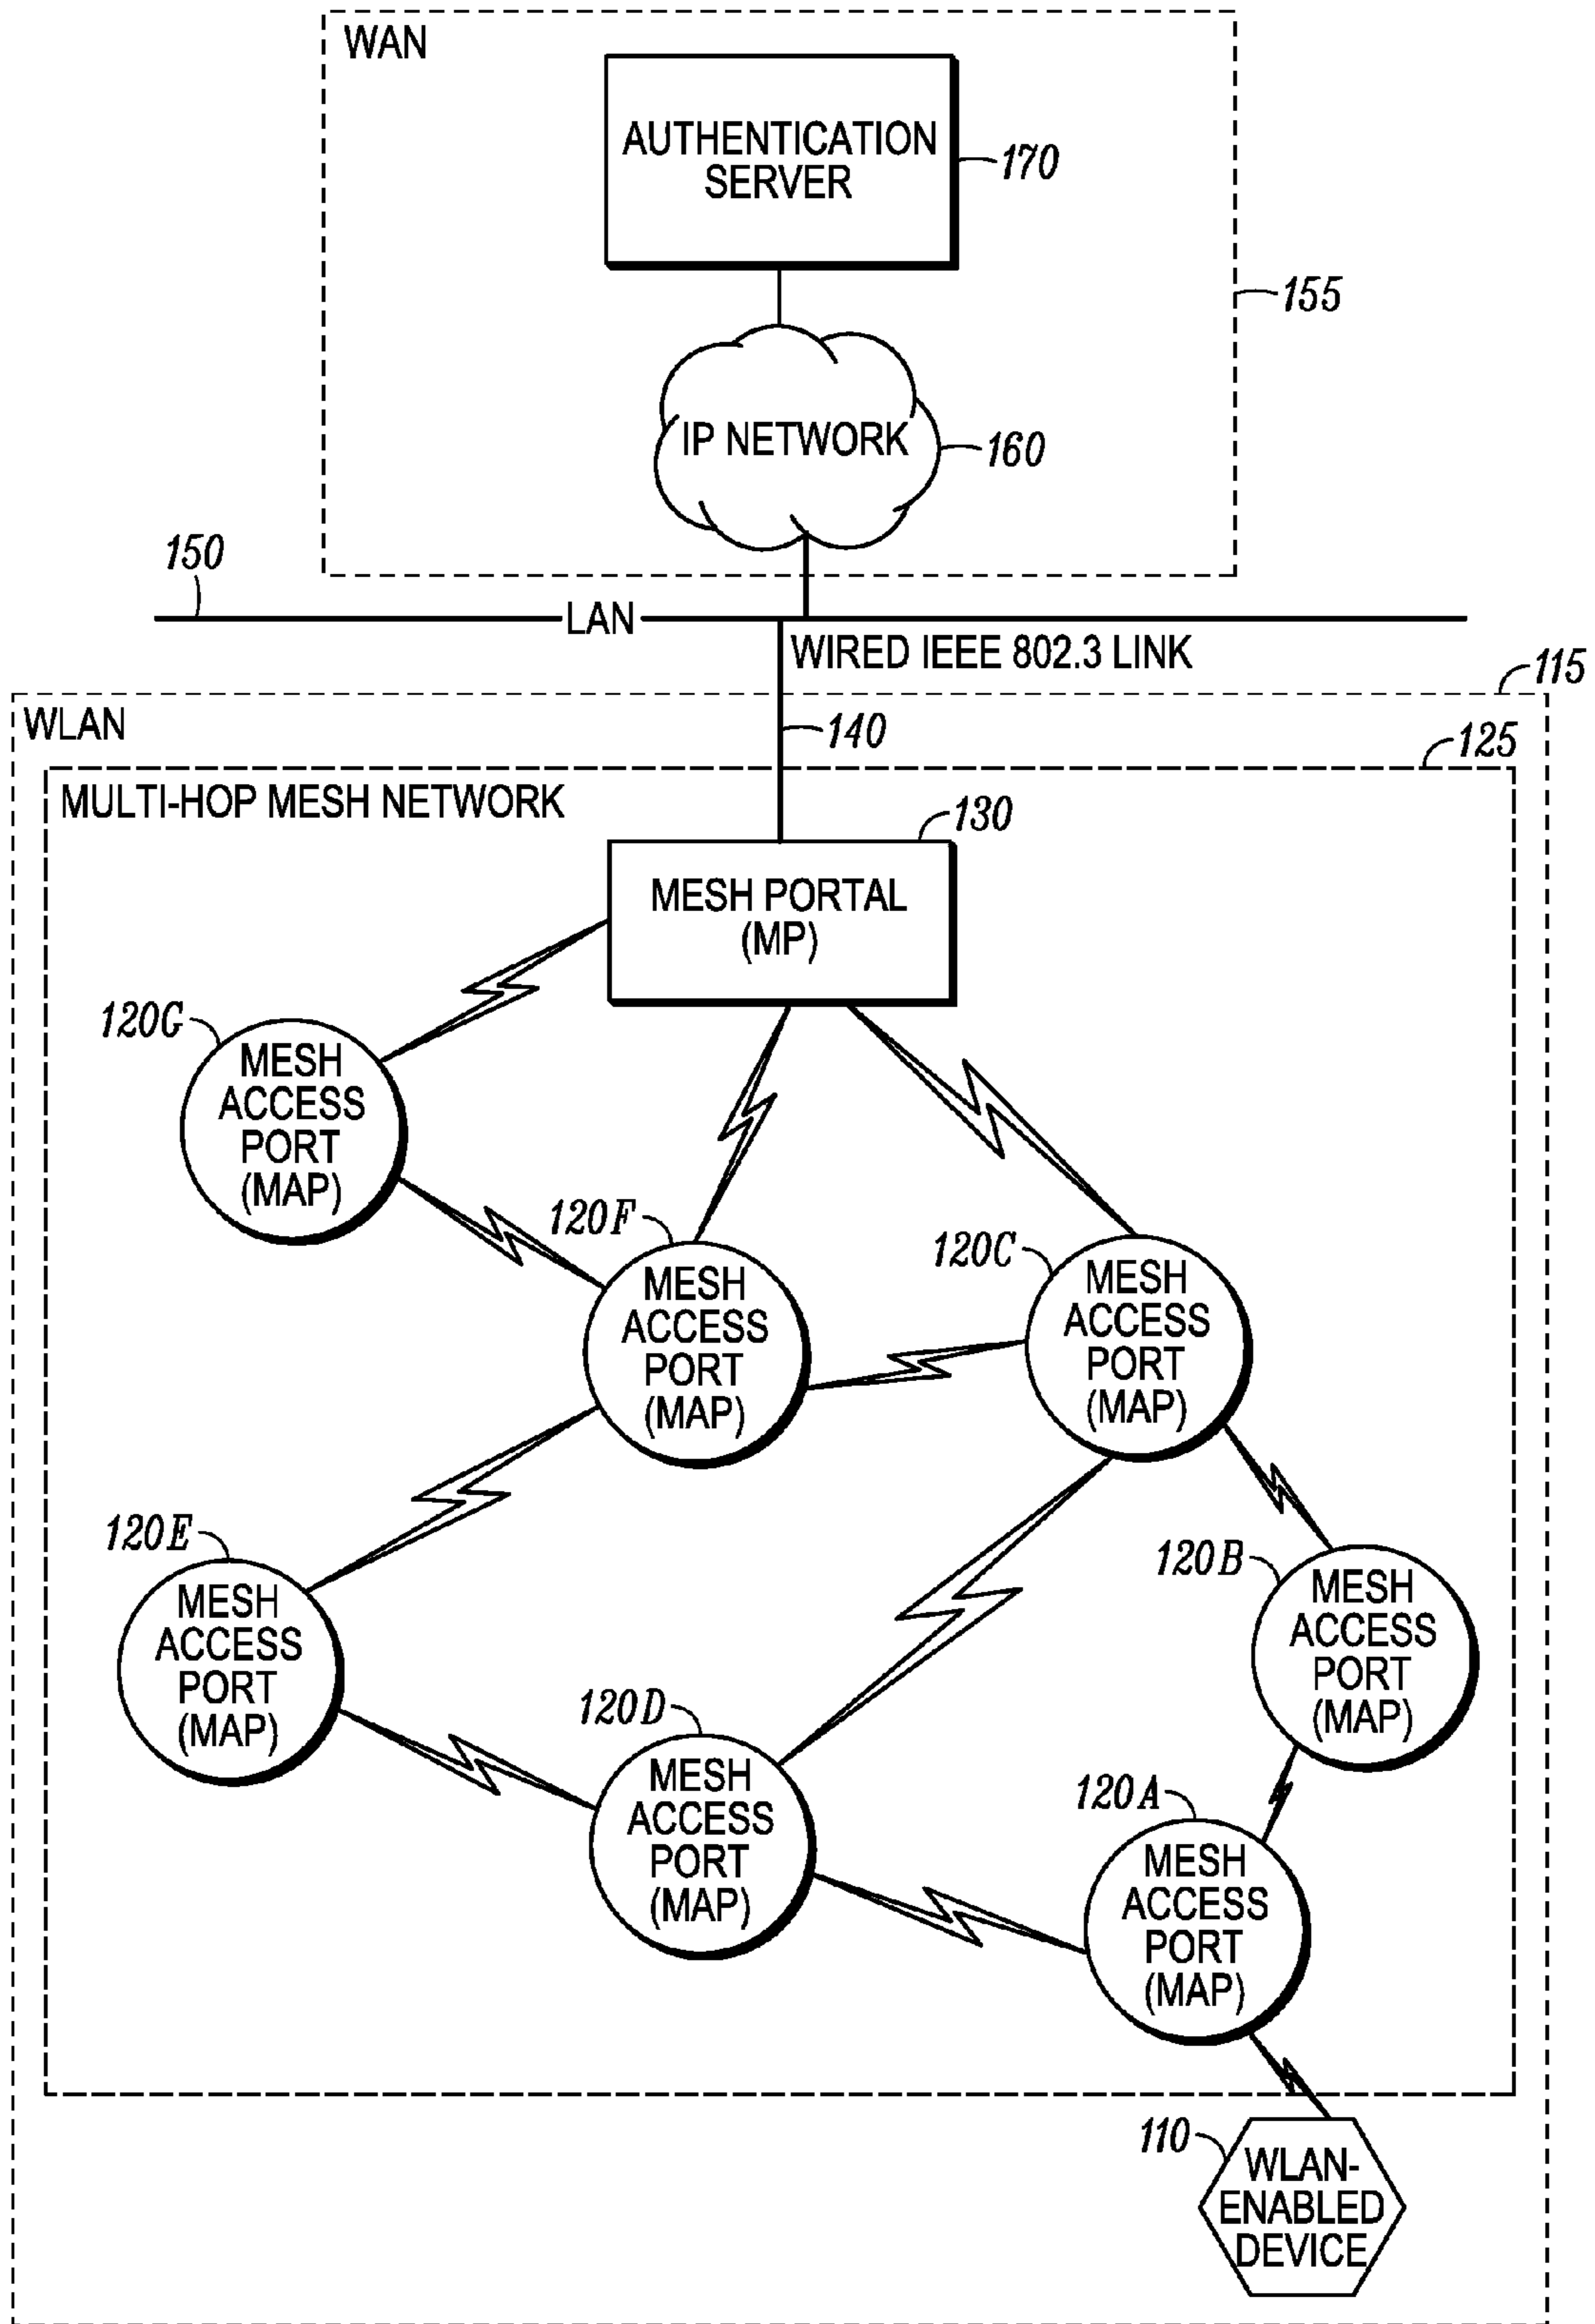 WAN
AUTHENTICATION
SERVER
170
155
IP NETWORK
160
150
LAN
WIRED IEEE 802.3 LINK
115
WLAN
140
125
MULTI-HOP MESH NETWORK
130
MESH PORTAL
(MP)
120G
MESH
ACCESS
PORT
(MAP)
120F
MESH
ACCESS
PORT
(MAP)
120C
MESH
ACCESS
PORT
(MAP)
120E
MESH
ACCESS
PORT
(MAP)
120B
MESH
ACCESS
PORT
(MAP)
120D
MESH
ACCESS
PORT
(MAP)
120A
MESH
ACCESS
PORT
(MAP)
110
WLAN-
ENABLED
DEVICE